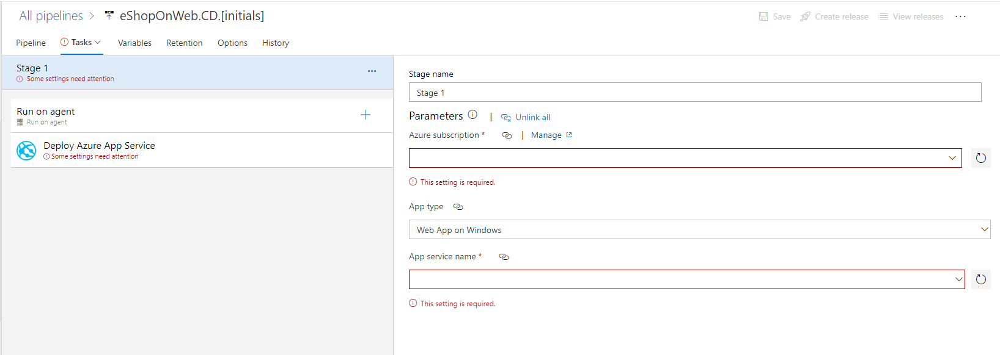 All pipelines > eShopOnWeb.CD.[initials]
Save Create release View releases ...
Pipeline Tasks Variables Retention Options History
Stage 1
Some settings need attention
Run on agent
Run on agent
Deploy Azure App Service
Some settings need attention
Stage name
Stage 1
Parameters | Unlink all
Azure subscription * | Manage
This setting is required.
App type
Web App on Windows
App service name *
This setting is required.